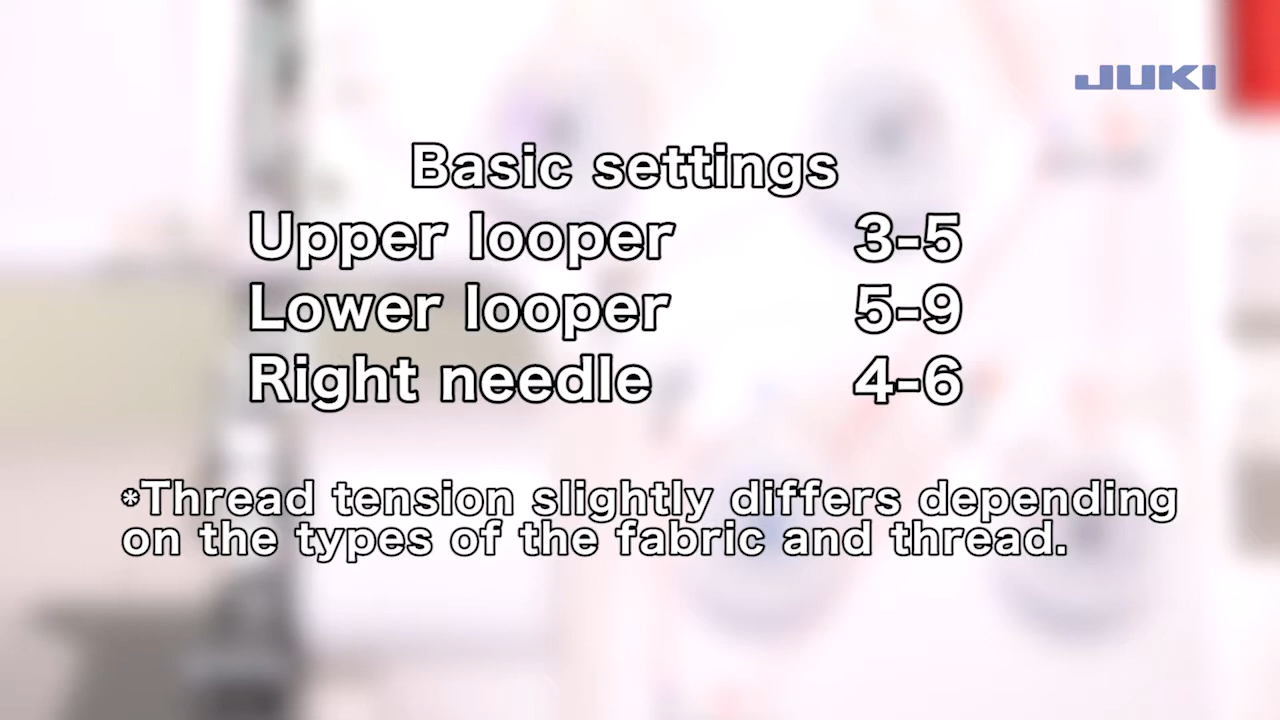 JUKI
Basic settings
Upper looper 3-5
Lower looper 5-9
Right needle 4-6
*Thread tension slightly differs depending
on the types of the fabric and thread.